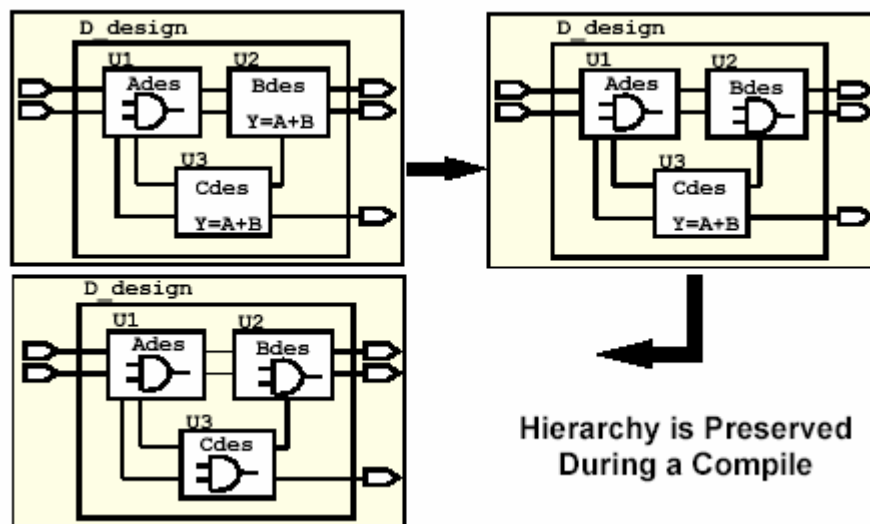 D_design
U1
U2
Ades
Bdes
Y=A+B
U3
Cdes
Y=A+B
D_design
U1
U2
Ades
Bdes
U3
Cdes
Y=A+B
D_design
U1
U2
Ades
Bdes
U3
Cdes
Hierarchy is Preserved
During a Compile